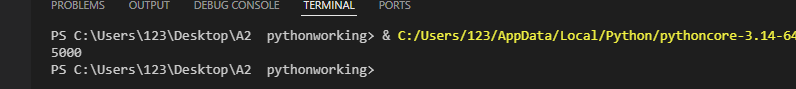 PROBLEMS OUTPUT DEBUG CONSOLE TERMINAL PORTS
PS C:\Users\123\Desktop\A2  pythonworking> & C:/Users/123/AppData/Local/Python/pythoncore-3.14-64
5000
PS C:\Users\123\Desktop\A2  pythonworking>